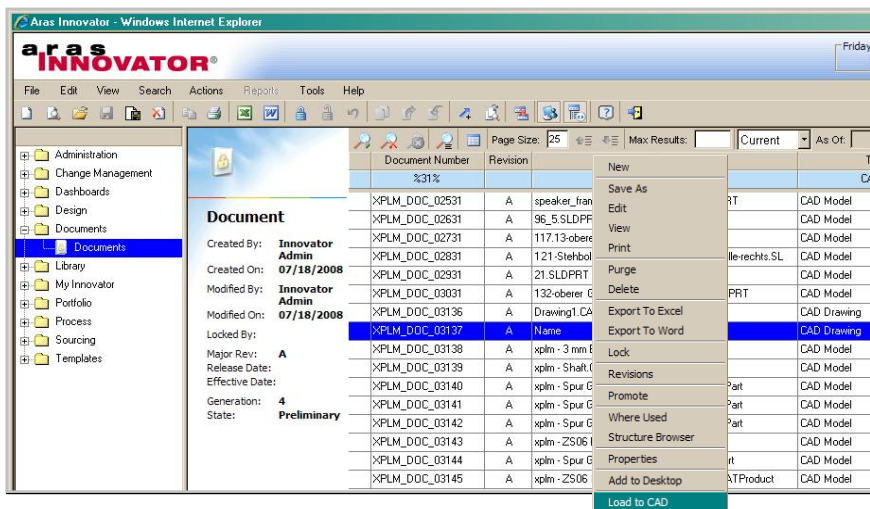 Aras Innovator - Windows Internet Explorer
aras
INNOVATOR®
Friday
File Edit View Search Actions Reports Tools Help
Page Size: 25 Max Results: Current As Of:
Administration
Change Management
Dashboards
Design
Documents
Documents
Library
My Innovator
Portfolio
Process
Sourcing
Templates
Document
Created By: Innovator Admin
Created On: 07/18/2008
Modified By: Innovator Admin
Modified On: 07/18/2008
Locked By:
Major Rev: A
Release Date:
Effective Date:
Generation: 4
State: Preliminary
Document Number Revision T
%31% CA
XPLM_DOC_02531 A speaker_fran RT CAD Model
XPLM_DOC_02631 A 96_5.SLDPF CAD Model
XPLM_DOC_02731 A 117.13-obere CAD Model
XPLM_DOC_02831 A 121-Stehbol lle-rechts.SL CAD Model
XPLM_DOC_02931 A 21.SLDPRT CAD Model
XPLM_DOC_03031 A 132-oberer G PRT CAD Model
XPLM_DOC_03136 A Drawing1.CA CAD Drawing
XPLM_DOC_03137 A Name CAD Drawing
XPLM_DOC_03138 A xplm - 3 mm E CAD Model
XPLM_DOC_03139 A xplm - Shaft.( CAD Model
XPLM_DOC_03140 A xplm - Spur G Part CAD Model
XPLM_DOC_03141 A xplm - Spur G Part CAD Model
XPLM_DOC_03142 A xplm - Spur G Part CAD Model
XPLM_DOC_03143 A xplm - ZS06 CAD Model
XPLM_DOC_03144 A xplm - Spur G rt CAD Model
XPLM_DOC_03145 A xplm - ZS06 ATProduct CAD Model
New
Save As
Edit
View
Print
Purge
Delete
Export To Excel
Export To Word
Lock
Revisions
Promote
Where Used
Structure Browser
Properties
Add to Desktop
Load to CAD